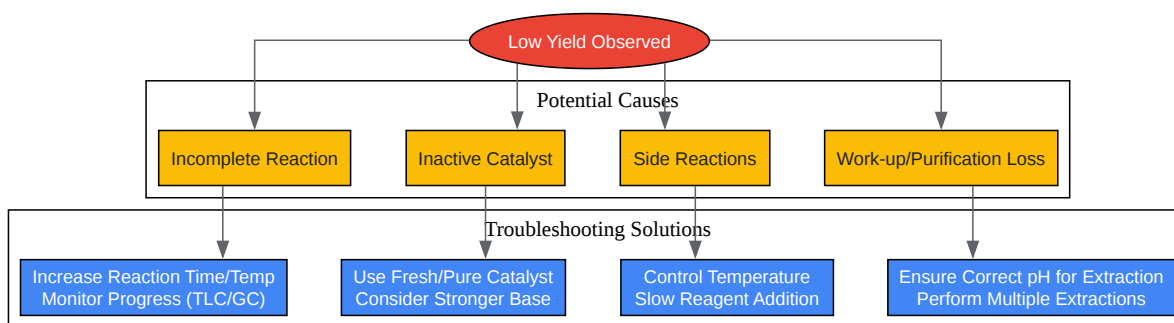 Low Yield Observed
Potential Causes
Incomplete Reaction
Inactive Catalyst
Side Reactions
Work-up/Purification Loss
Troubleshooting Solutions
Increase Reaction Time/Temp
Monitor Progress (TLC/GC)
Use Fresh/Pure Catalyst
Consider Stronger Base
Control Temperature
Slow Reagent Addition
Ensure Correct pH for Extraction
Perform Multiple Extractions